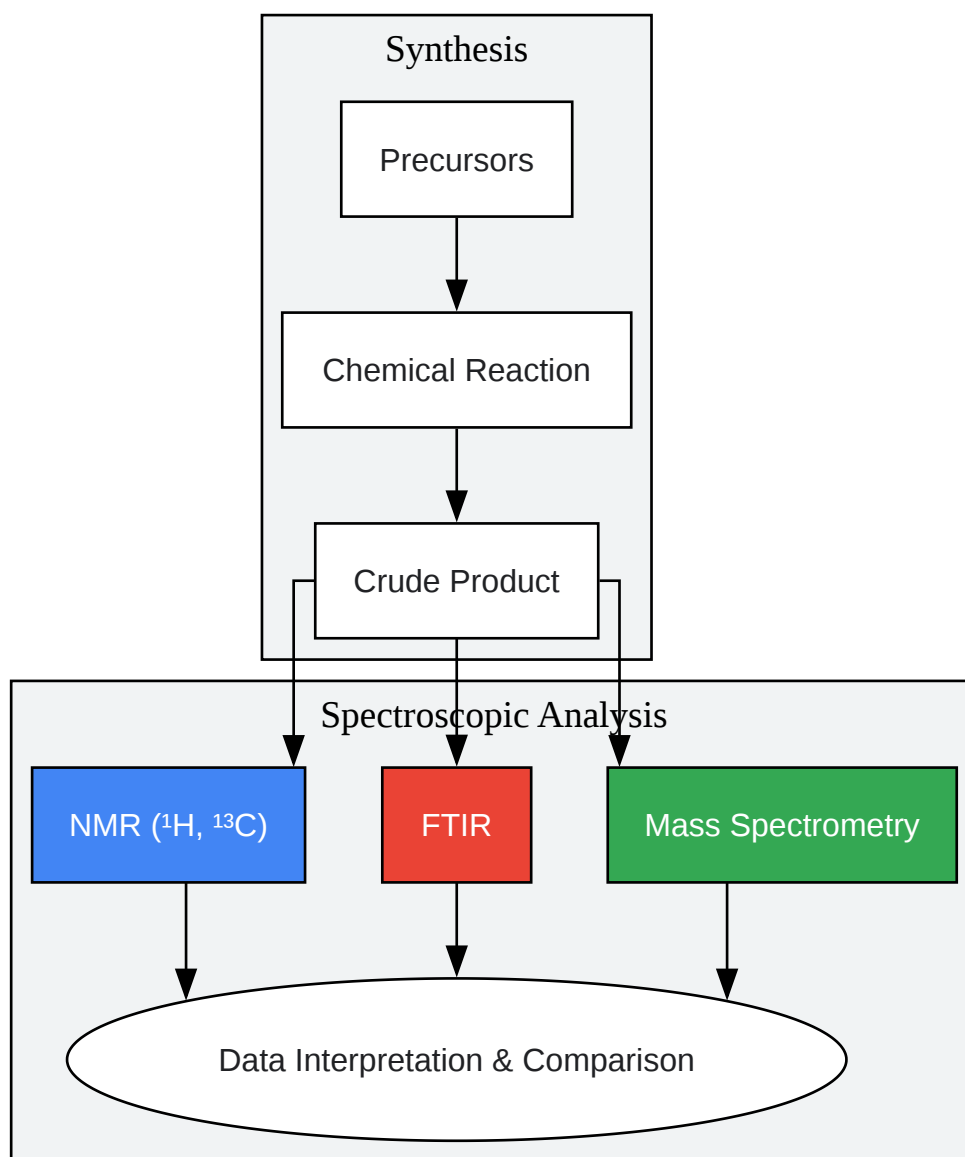 Synthesis
Precursors
Chemical Reaction
Crude Product
Spectroscopic Analysis
NMR (¹H, ¹³C)
FTIR
Mass Spectrometry
Data Interpretation & Comparison